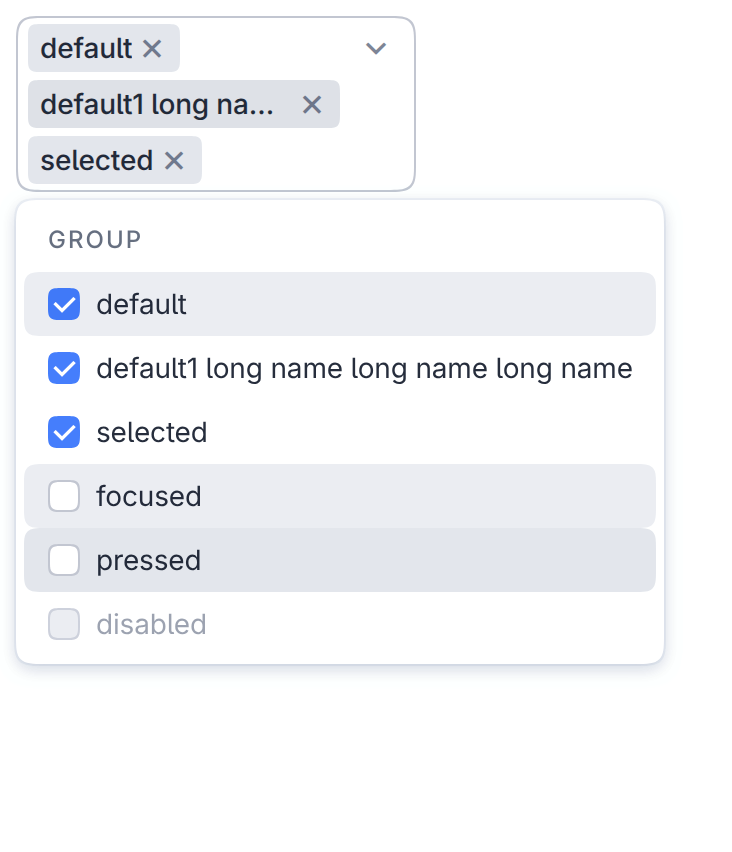 default
default1 long na...
selected
GROUP
default
default1 long name long name long name
selected
focused
pressed
disabled